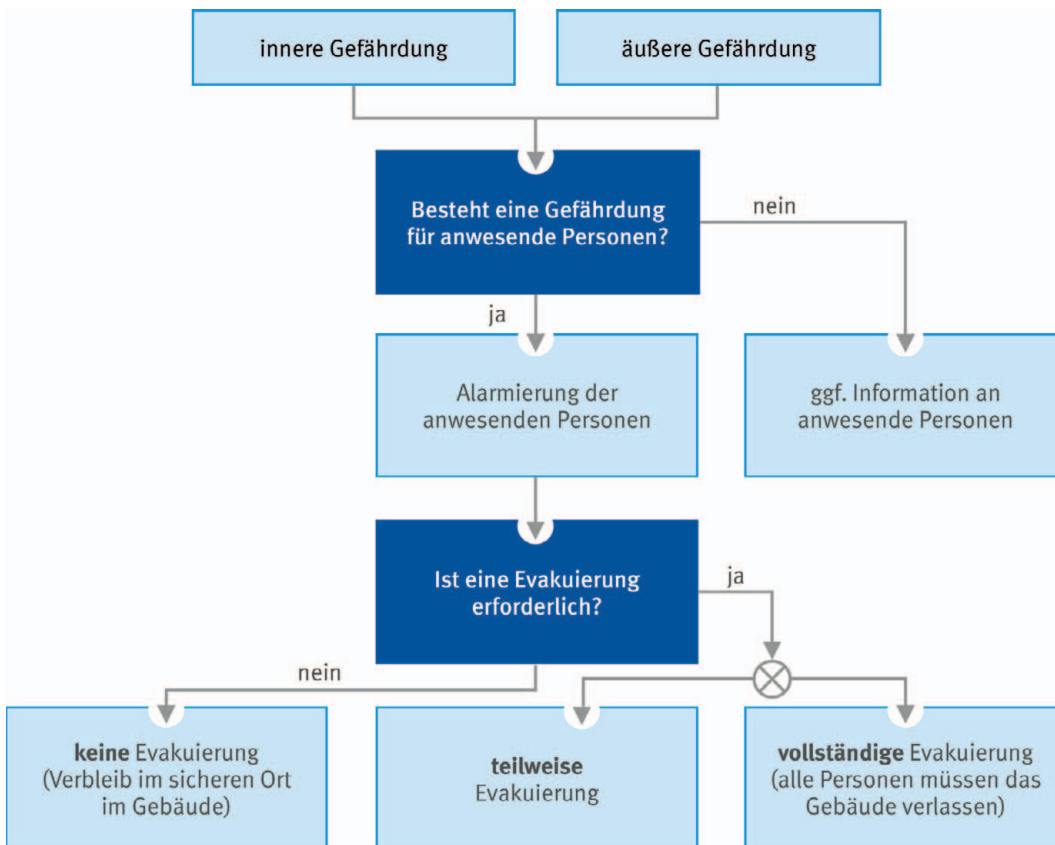 innere Gefährdung
äußere Gefährdung
Besteht eine Gefährdung
für anwesende Personen?
nein
ja
Alarmierung der
anwesenden Personen
ggf. Information an
anwesende Personen
Ist eine Evakuierung
erforderlich?
ja
nein
keine Evakuierung
(Verbleib im sicheren Ort
im Gebäude)
teilweise
Evakuierung
vollständige Evakuierung
(alle Personen müssen das
Gebäude verlassen)